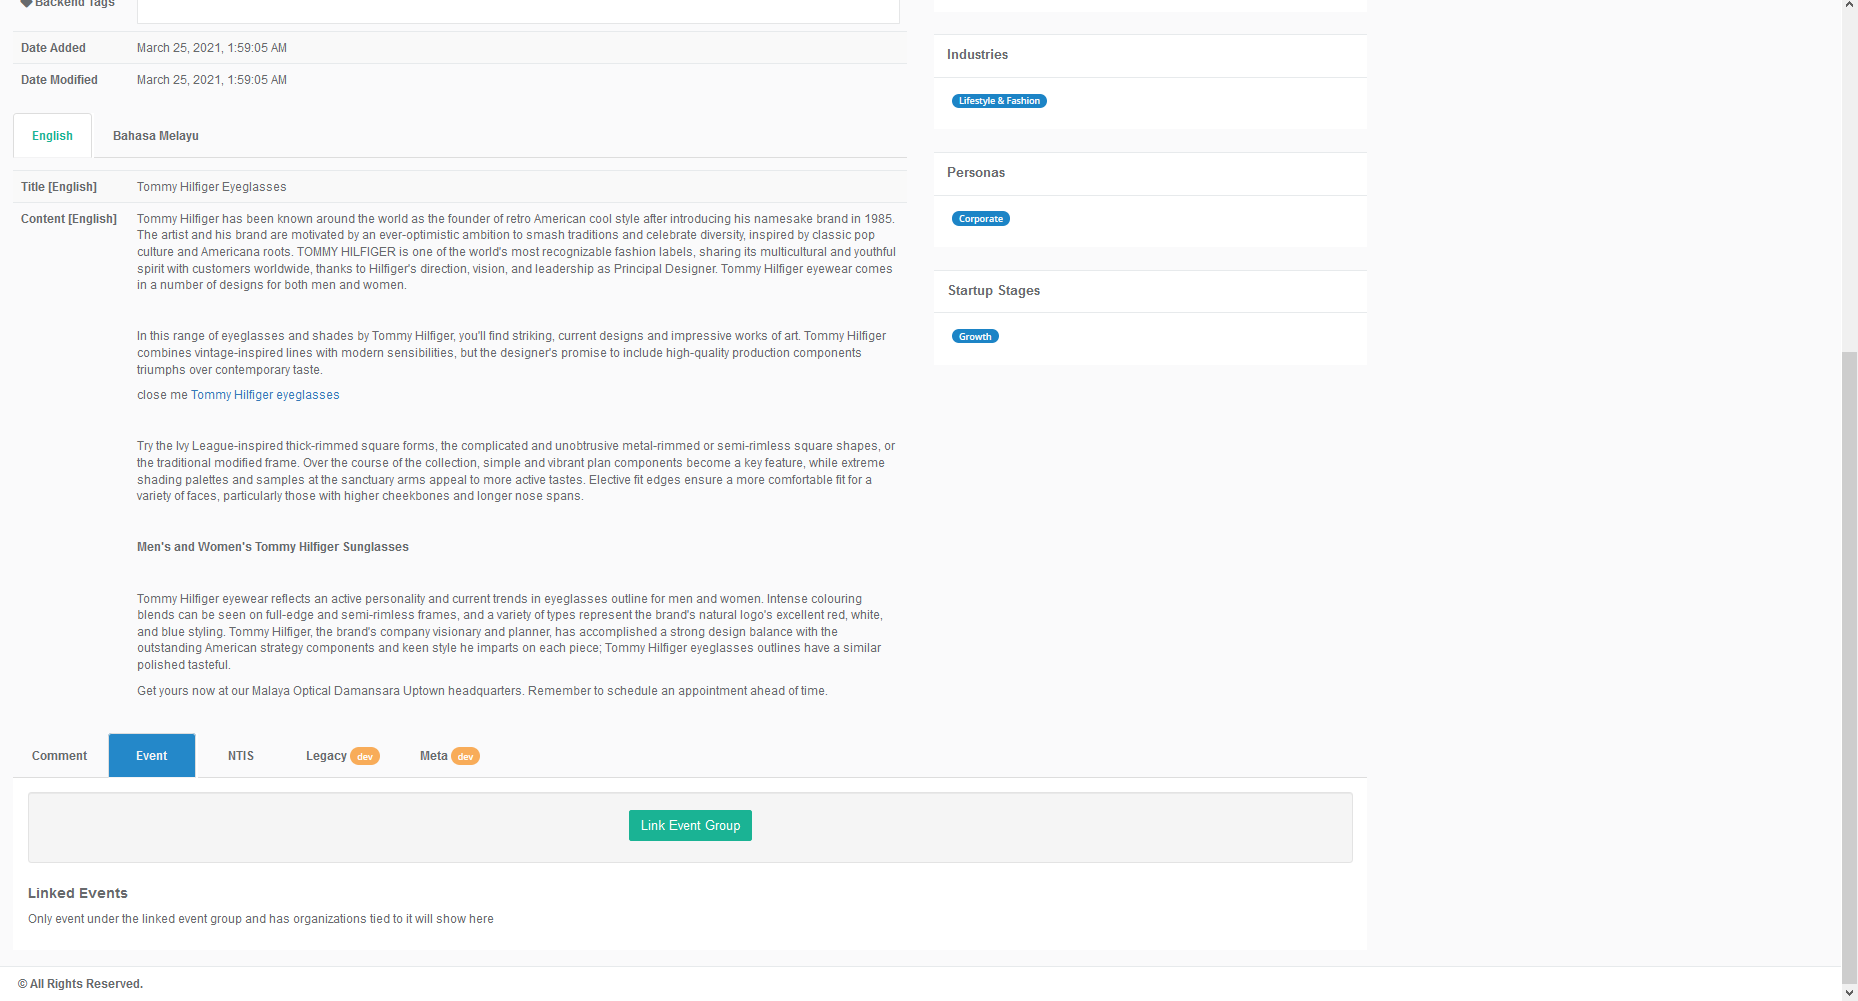 Backend Tags
Date Added March 25, 2021, 1:59:05 AM
Date Modified March 25, 2021, 1:59:05 AM
English Bahasa Melayu
Title [English] Tommy Hilfiger Eyeglasses
Content [English] Tommy Hilfiger has been known around the world as the founder of retro American cool style after introducing his namesake brand in 1985.
The artist and his brand are motivated by an ever-optimistic ambition to smash traditions and celebrate diversity, inspired by classic pop
culture and Americana roots. TOMMY HILFIGER is one of the world's most recognizable fashion labels, sharing its multicultural and youthful
spirit with customers worldwide, thanks to Hilfiger's direction, vision, and leadership as Principal Designer. Tommy Hilfiger eyewear comes
in a number of designs for both men and women.
In this range of eyeglasses and shades by Tommy Hilfiger, you'll find striking, current designs and impressive works of art. Tommy Hilfiger
combines vintage-inspired lines with modern sensibilities, but the designer's promise to include high-quality production components
triumphs over contemporary taste.
close me Tommy Hilfiger eyeglasses
Try the Ivy League-inspired thick-rimmed square forms, the complicated and unobtrusive metal-rimmed or semi-rimless square shapes, or
the traditional modified frame. Over the course of the collection, simple and vibrant plan components become a key feature, while extreme
shading palettes and samples at the sanctuary arms appeal to more active tastes. Elective fit edges ensure a more comfortable fit for a
variety of faces, particularly those with higher cheekbones and longer nose spans.
Men's and Women's Tommy Hilfiger Sunglasses
Tommy Hilfiger eyewear reflects an active personality and current trends in eyeglasses outline for men and women. Intense colouring
blends can be seen on full-edge and semi-rimless frames, and a variety of types represent the brand's natural logo's excellent red, white,
and blue styling. Tommy Hilfiger, the brand's company visionary and planner, has accomplished a strong design balance with the
outstanding American strategy components and keen style he imparts on each piece; Tommy Hilfiger eyeglasses outlines have a similar
polished tasteful.
Get yours now at our Malaya Optical Damansara Uptown headquarters. Remember to schedule an appointment ahead of time.
Industries
Lifestyle & Fashion
Personas
Corporate
Startup Stages
Growth
Comment Event NTIS Legacy dev Meta dev
Link Event Group
Linked Events
Only event under the linked event group and has organizations tied to it will show here
© All Rights Reserved.